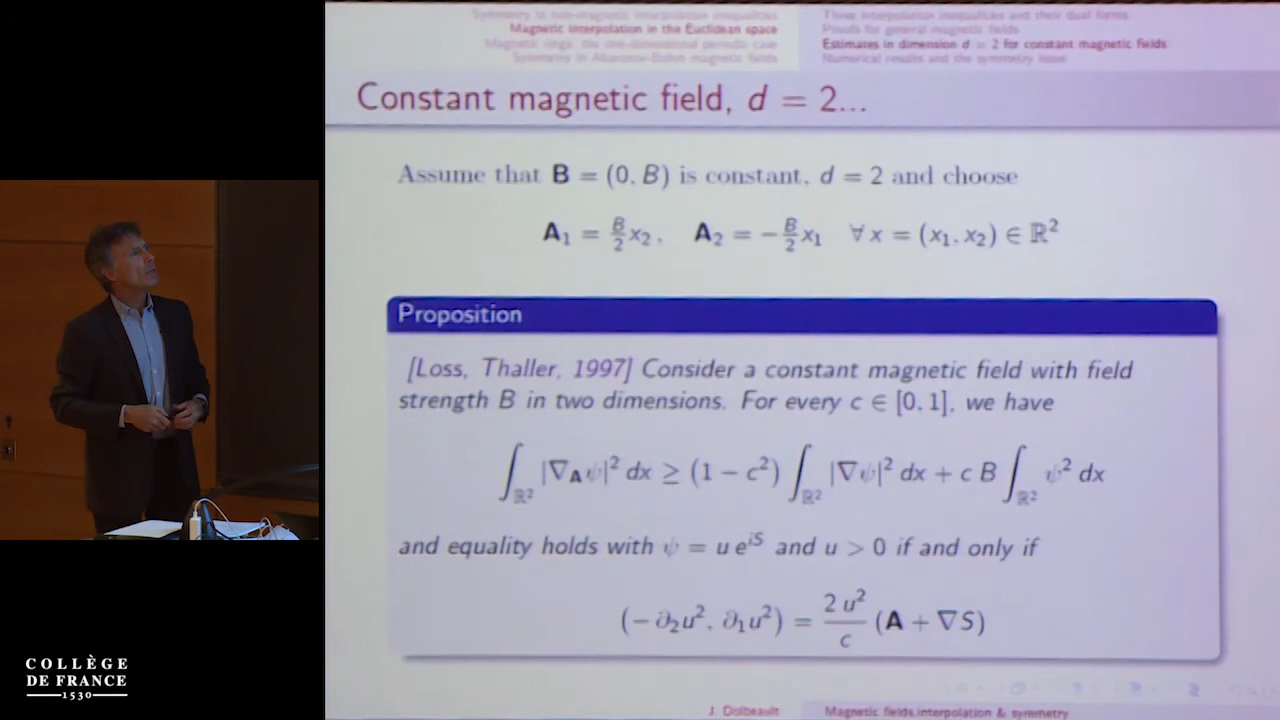 Symmetry in non-magnetic interpolation inequalities
Magnetic interpolation in the Euclidean space
Magnetic rings: the one-dimensional periodic case
Symmetry in Aharonov-Bohm magnetic fields
Three interpolation inequalities and their dual forms
Proofs for general magnetic fields
Estimates in dimension d = 2 for constant magnetic fields
Numerical results and the symmetry issue
Constant magnetic field, d = 2...
Assume that B = (0, B) is constant, d = 2 and choose
A₁ = B/2 x₂, A₂ = −B/2 x₁ ∀ x = (x₁, x₂) ∈ ℝ²
Proposition
[Loss, Thaller, 1997] Consider a constant magnetic field with field
strength B in two dimensions. For every c ∈ [0, 1], we have
∫_ℝ² |∇_A ψ|² dx ≥ (1 − c²) ∫_ℝ² |∇ψ|² dx + c B ∫_ℝ² ψ² dx
and equality holds with ψ = u e^{iS} and u > 0 if and only if
(−∂₂u², ∂₁u²) = 2 u²/c (A + ∇S)
COLLÈGE
DE FRANCE
1530
J. Dolbeault
Magnetic fields, interpolation & symmetry